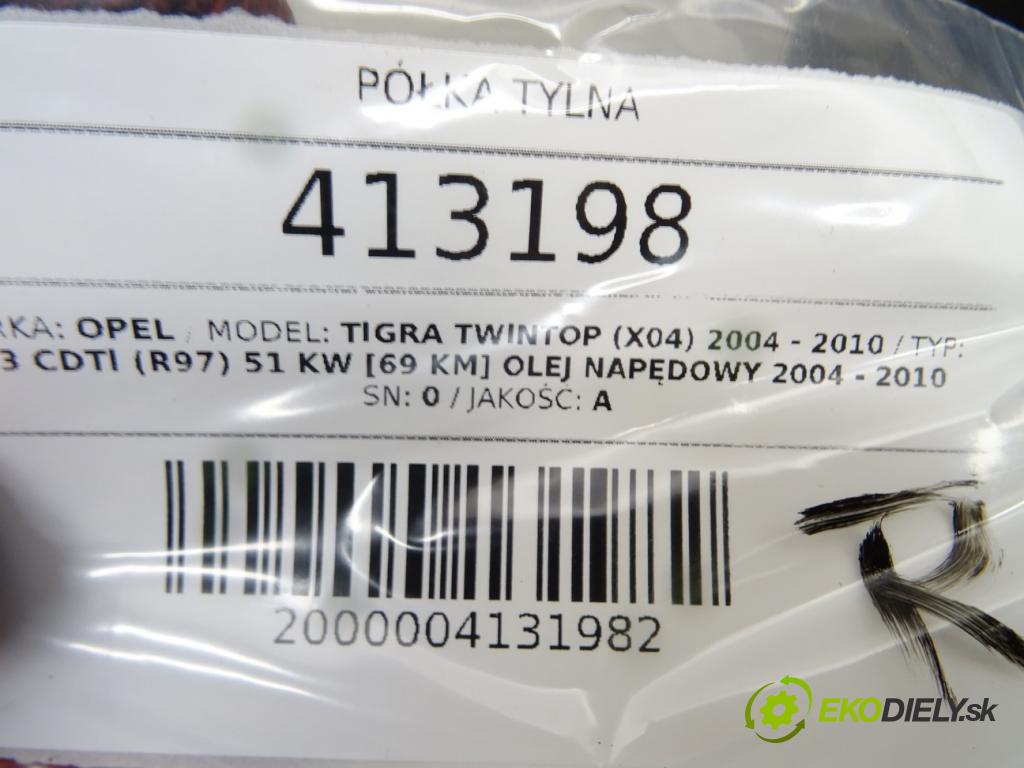 PÓŁKA TYLNA
413198
RKA: OPEL / MODEL: TIGRA TWINTOP (X04) 2004 - 2010 / TYP:
3 CDTI (R97) 51 KW [69 KM] OLEJ NAPĘDOWY 2004 - 2010
SN: 0 / JAKOŚĆ: A
2000004131982
R
EKODIELY.sk